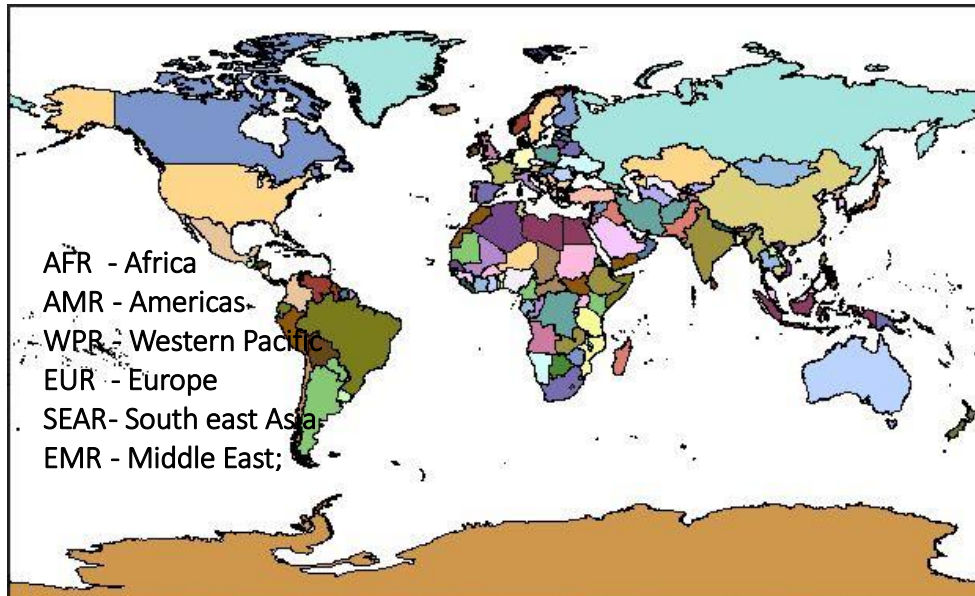 AFR - Africa
AMR - Americas
WPR - Western Pacific
EUR - Europe
SEAR- South east Asia
EMR - Middle East;